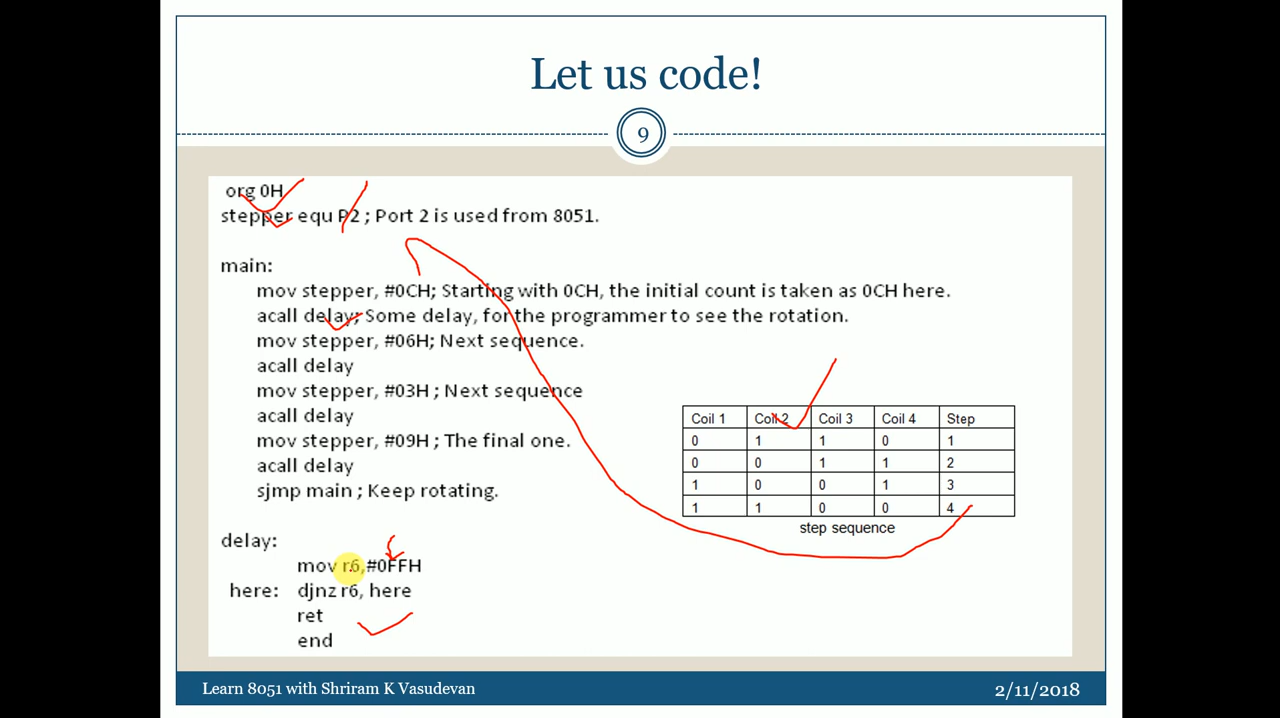 Let us code!
9
org 0H
stepper equ P2 ; Port 2 is used from 8051.
main:
mov stepper, #0CH; Starting with 0CH, the initial count is taken as 0CH here.
acall delay; Some delay, for the programmer to see the rotation.
mov stepper, #06H; Next sequence.
acall delay
mov stepper, #03H ; Next sequence
acall delay
mov stepper, #09H ; The final one.
acall delay
sjmp main ; Keep rotating.
Coil 1 Coil 2 Coil 3 Coil 4 Step
0 1 1 0 1
0 0 1 1 2
1 0 0 1 3
1 1 0 0 4
step sequence
delay:
mov r6,#0FFH
here: djnz r6, here
ret
end
Learn 8051 with Shriram K Vasudevan
2/11/2018